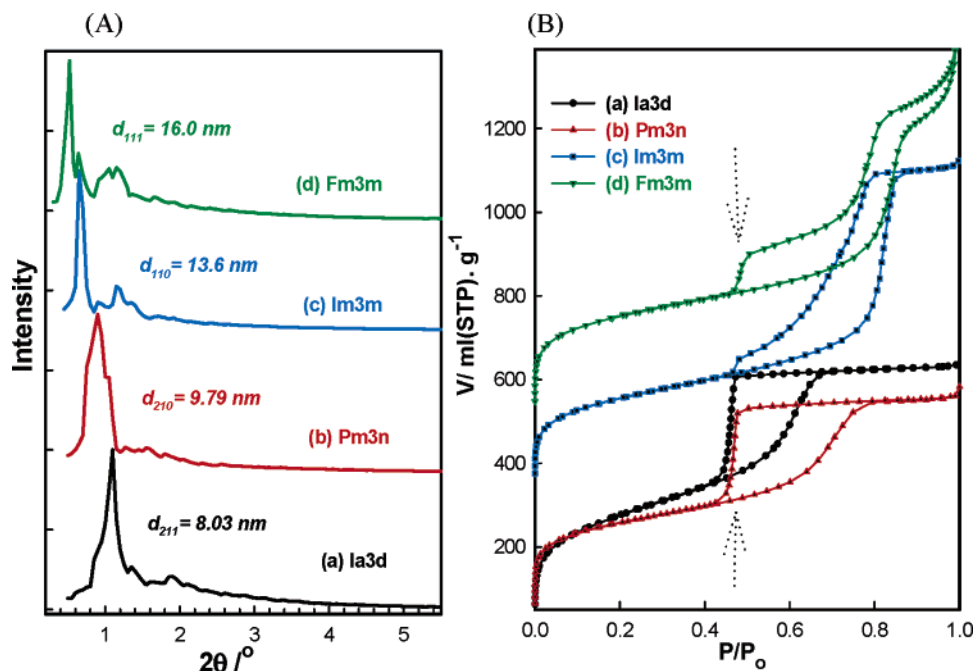 (A)
Intensity
d111= 16.0 nm
(d) Fm3m
d110= 13.6 nm
(c) Im3m
d210= 9.79 nm
(b) Pm3n
d211= 8.03 nm
(a) Ia3d
1 2 3 4 5
2θ /°
(B)
V/ ml(STP). g-1
1200
1000
800
600
400
200
(a) Ia3d
(b) Pm3n
(c) Im3m
(d) Fm3m
0.0 0.2 0.4 0.6 0.8 1.0
P/Po